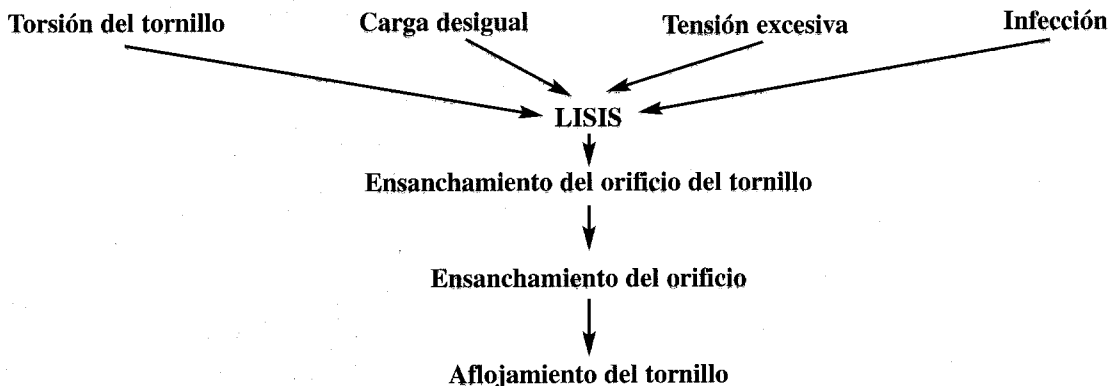 Torsión del tornillo
Carga desigual
Tensión excesiva
Infección
LISIS
Ensanchamiento del orificio del tornillo
Ensanchamiento del orificio
Aflojamiento del tornillo